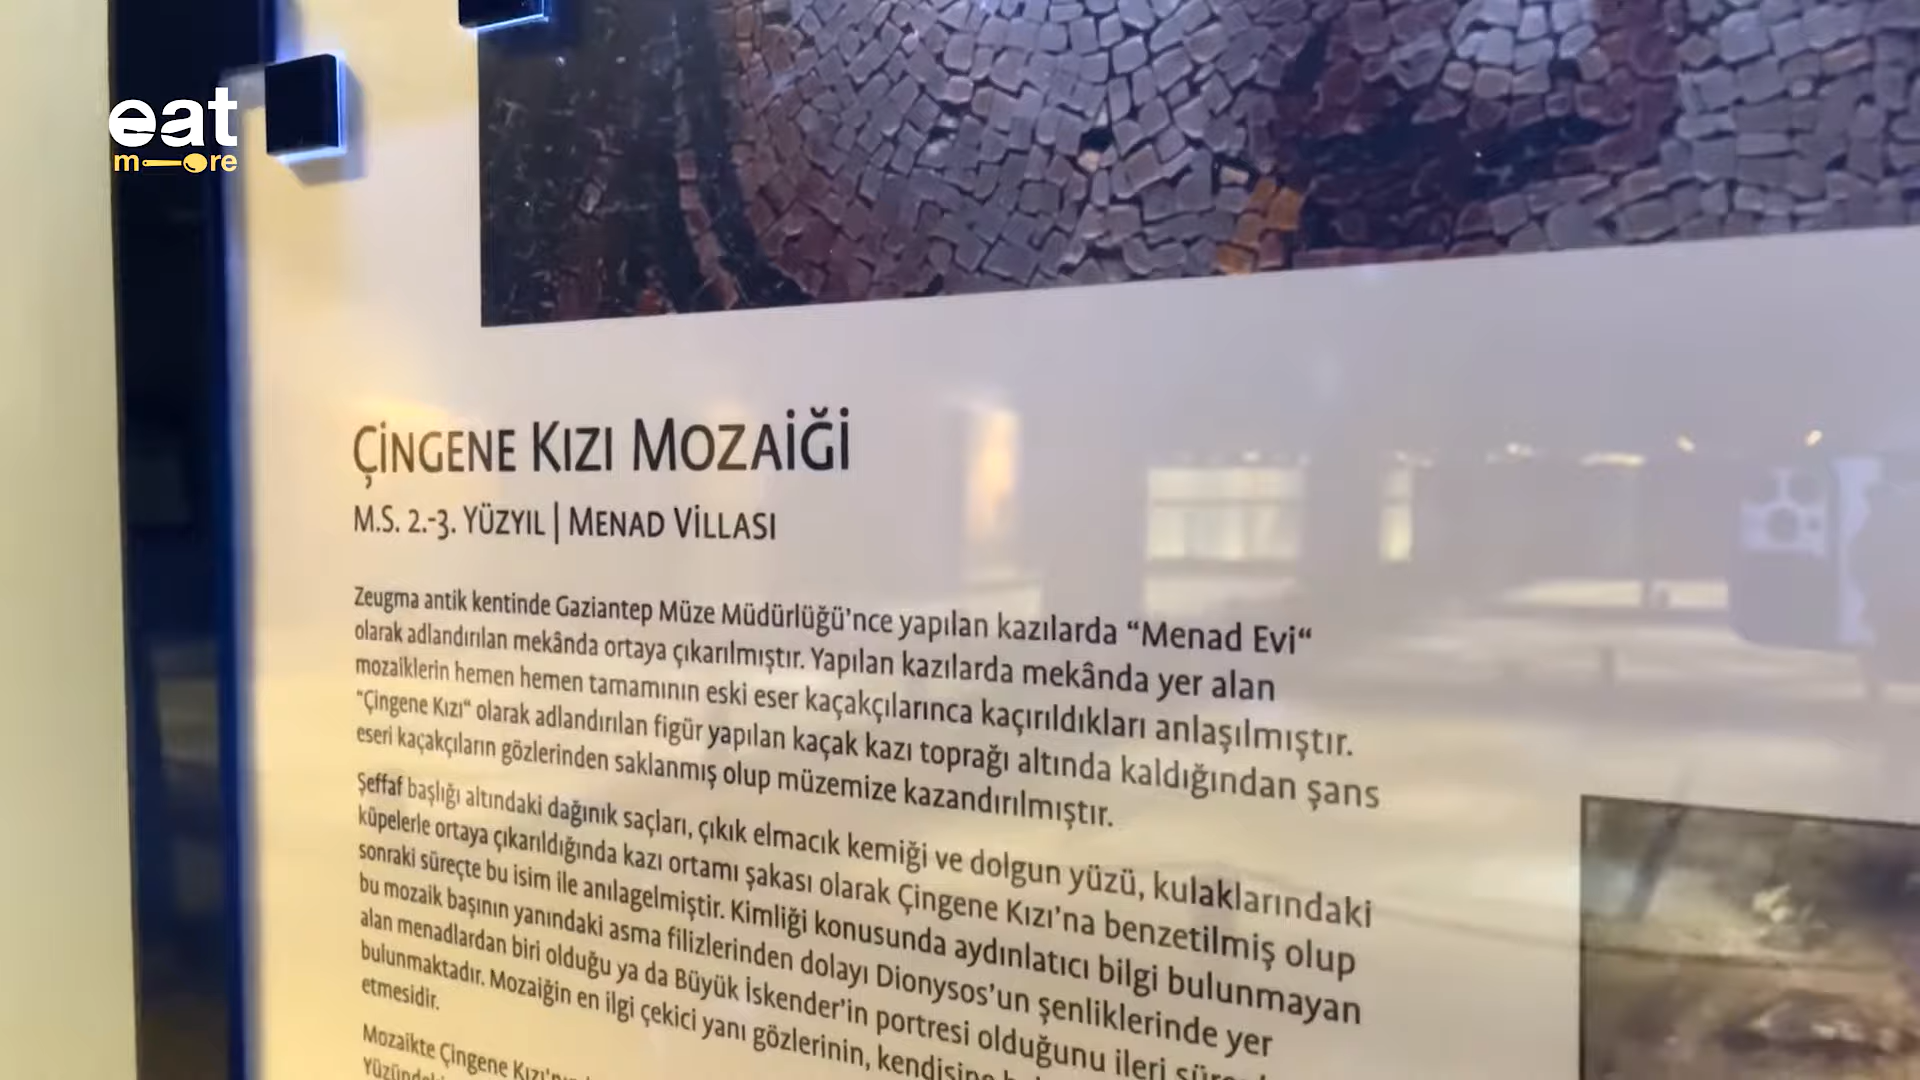 eat
more
ÇİNGENE KIZI MOZAİĞİ
M.S. 2.-3. YÜZYIL | MENAD VİLLASI
Zeugma antik kentinde Gaziantep Müze Müdürlüğü'nce yapılan kazılarda “Menad Evi“
olarak adlandırılan mekânda ortaya çıkarılmıştır. Yapılan kazılarda mekânda yer alan
mozaiklerin hemen hemen tamamının eski eser kaçakçılarınca kaçırıldıkları anlaşılmıştır.
“Çingene Kızı“ olarak adlandırılan figür yapılan kaçak kazı toprağı altında kaldığından şans
eseri kaçakçıların gözlerinden saklanmış olup müzemize kazandırılmıştır.
Şeffaf başlığı altındaki dağınık saçları, çıkık elmacık kemiği ve dolgun yüzü, kulaklarındaki
küpelerle ortaya çıkarıldığında kazı ortamı şakası olarak Çingene Kızı'na benzetilmiş olup
sonraki süreçte bu isim ile anılagelmiştir. Kimliği konusunda aydınlatıcı bilgi bulunmayan
bu mozaik başının yanındaki asma filizlerinden dolayı Dionysos'un şenliklerinde yer
alan menadlardan biri olduğu ya da Büyük İskender'in portresi olduğunu ileri
bulunmaktadır. Mozaiğin en ilgi çekici yanı gözlerinin, kendisine
etmesidir.
Mozaikte Çingene